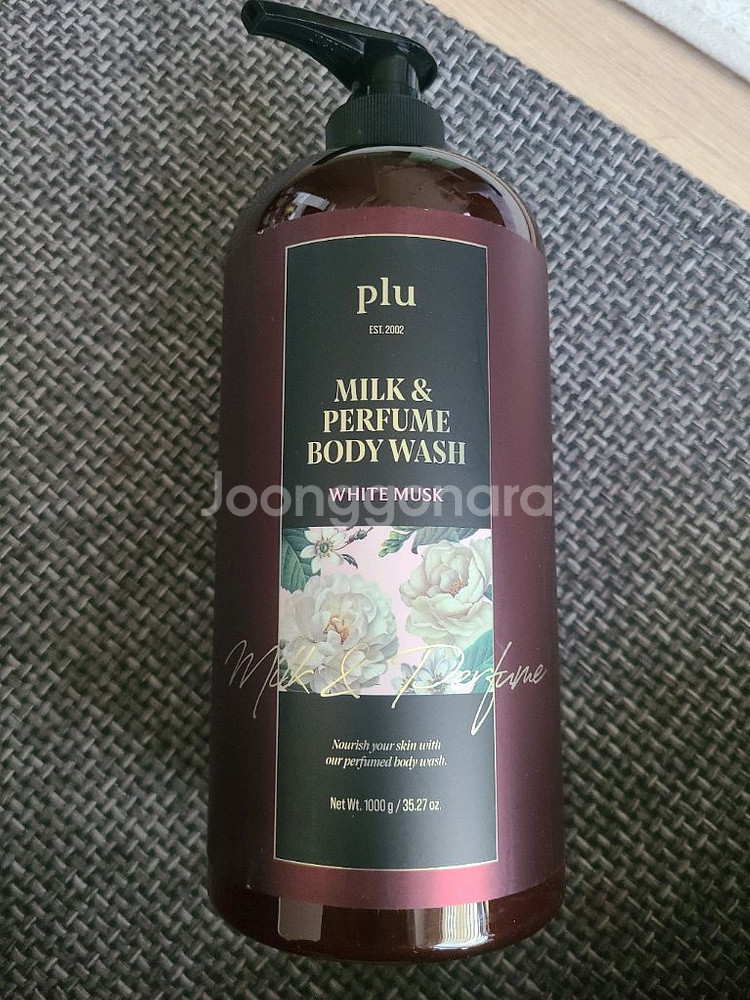 plu
EST. 2002
MILK &
PERFUME
BODY WASH
WHITE MUSK
Joonggonara
Milk & Perfume
Nourish your skin with
our perfumed body wash.
Net Wt. 1000 g / 35.27 oz.